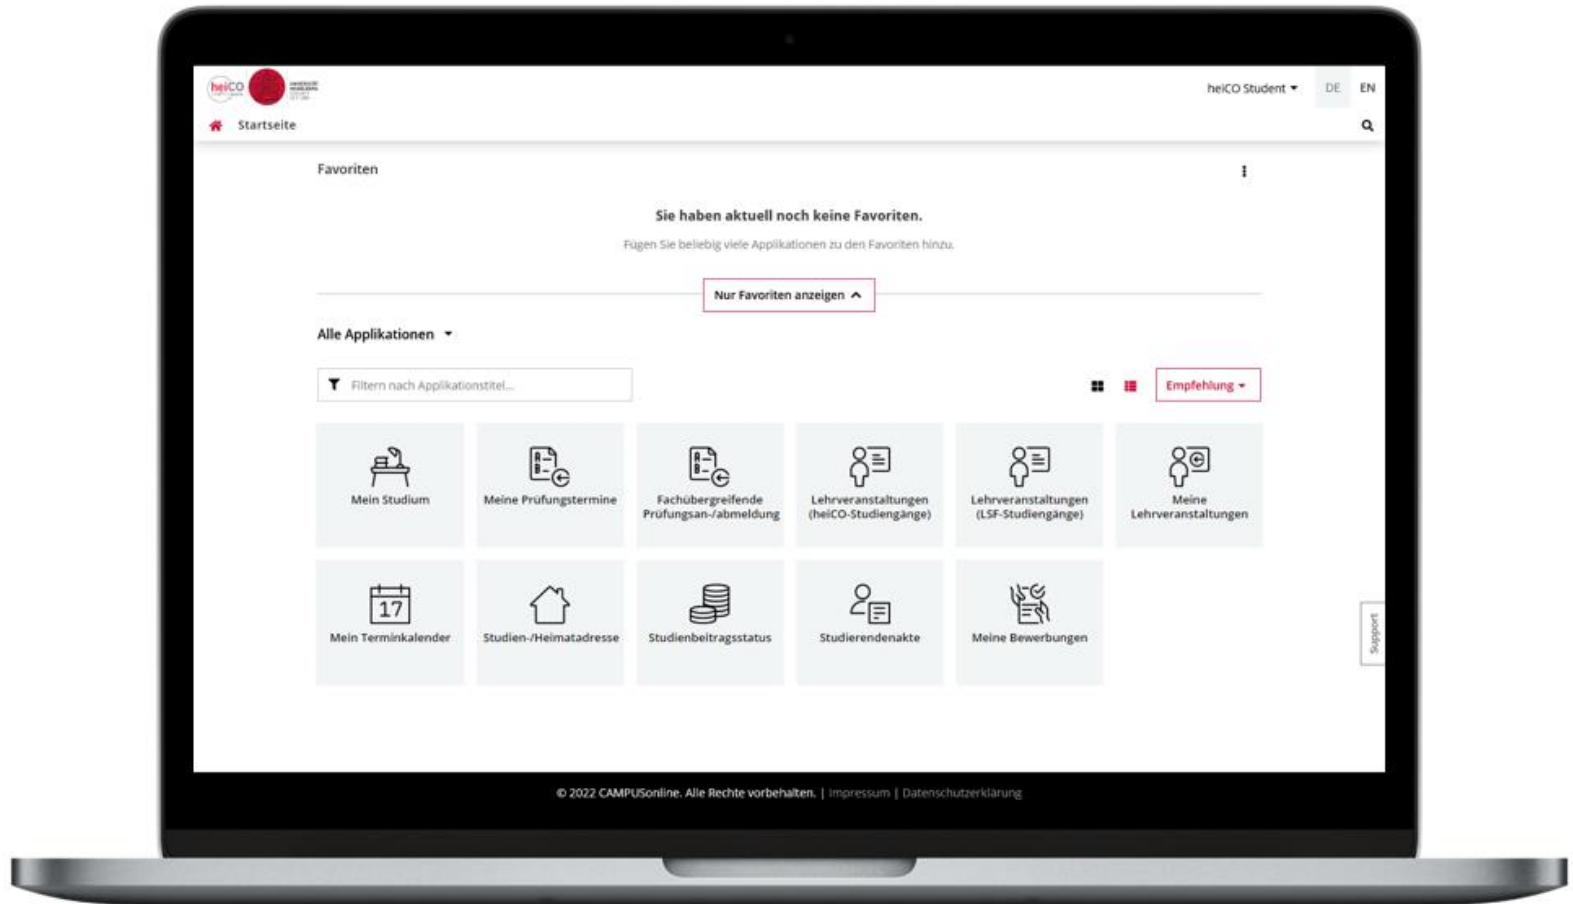 heiCO
heiCO Student
DE EN
Startseite
Favoriten
Sie haben aktuell noch keine Favoriten.
Fügen Sie beliebig viele Applikationen zu den Favoriten hinzu.
Nur Favoriten anzeigen
Alle Applikationen
Filtern nach Applikationstitel...
Empfehlung
A
B
Mein Studium
Meine Prüfungstermine
A
B
Fachübergreifende
Prüfungsan-/abmeldung
Lehrveranstaltungen
(heiCO-Studiengänge)
Lehrveranstaltungen
(LSF-Studiengänge)
Meine
Lehrveranstaltungen
17
Mein Terminkalender
Studien-/Heimatadresse
Studienbeitragsstatus
Studierendenakte
Meine Bewerbungen
Support
© 2022 CAMPUSonline. Alle Rechte vorbehalten. | Impressum | Datenschutzerklärung